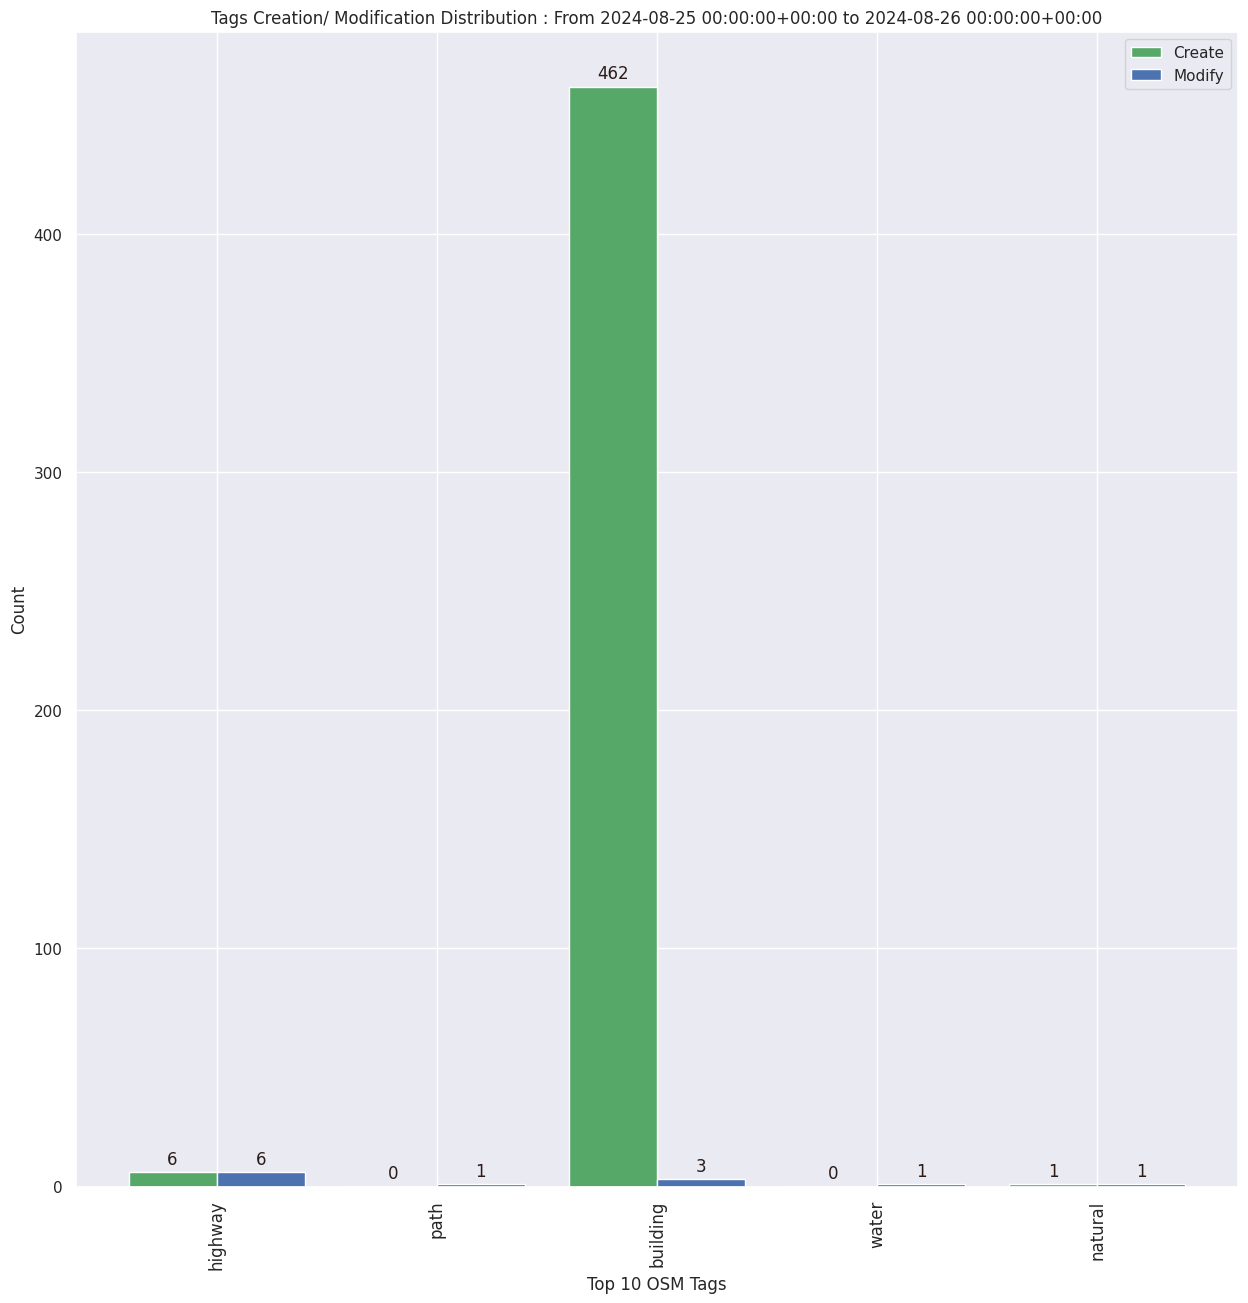 Tags Creation/ Modification Distribution : From 2024-08-25 00:00:00+00:00 to 2024-08-26 00:00:00+00:00
Create
Modify
462
400
300
200
100
0
6
6
0
1
3
0
1
1
1
Count
highway
path
building
water
natural
Top 10 OSM Tags